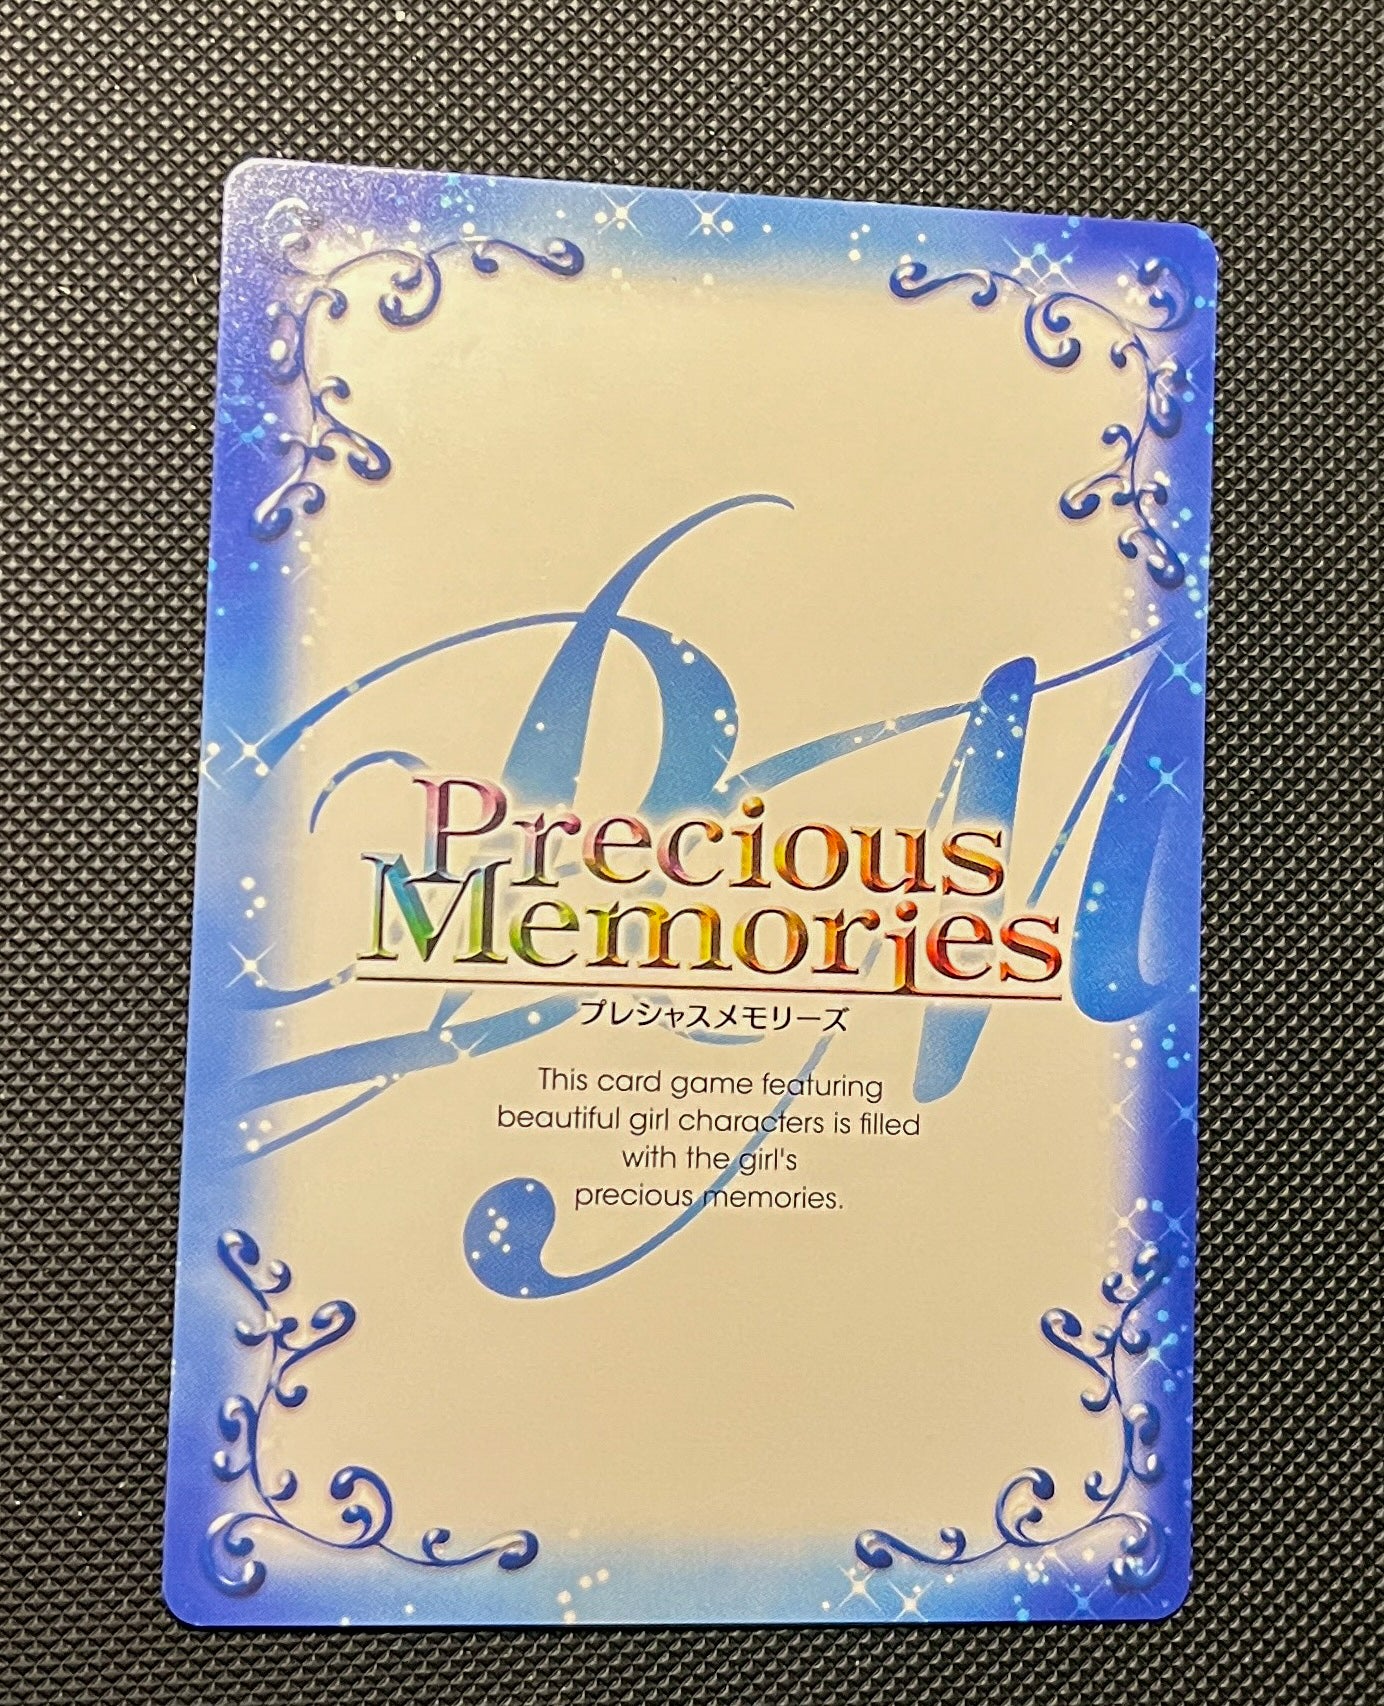 PM
Precious
Memories
プレシャスメモリーズ
This card game featuring
beautiful girl characters is filled
with the girl's
precious memories.